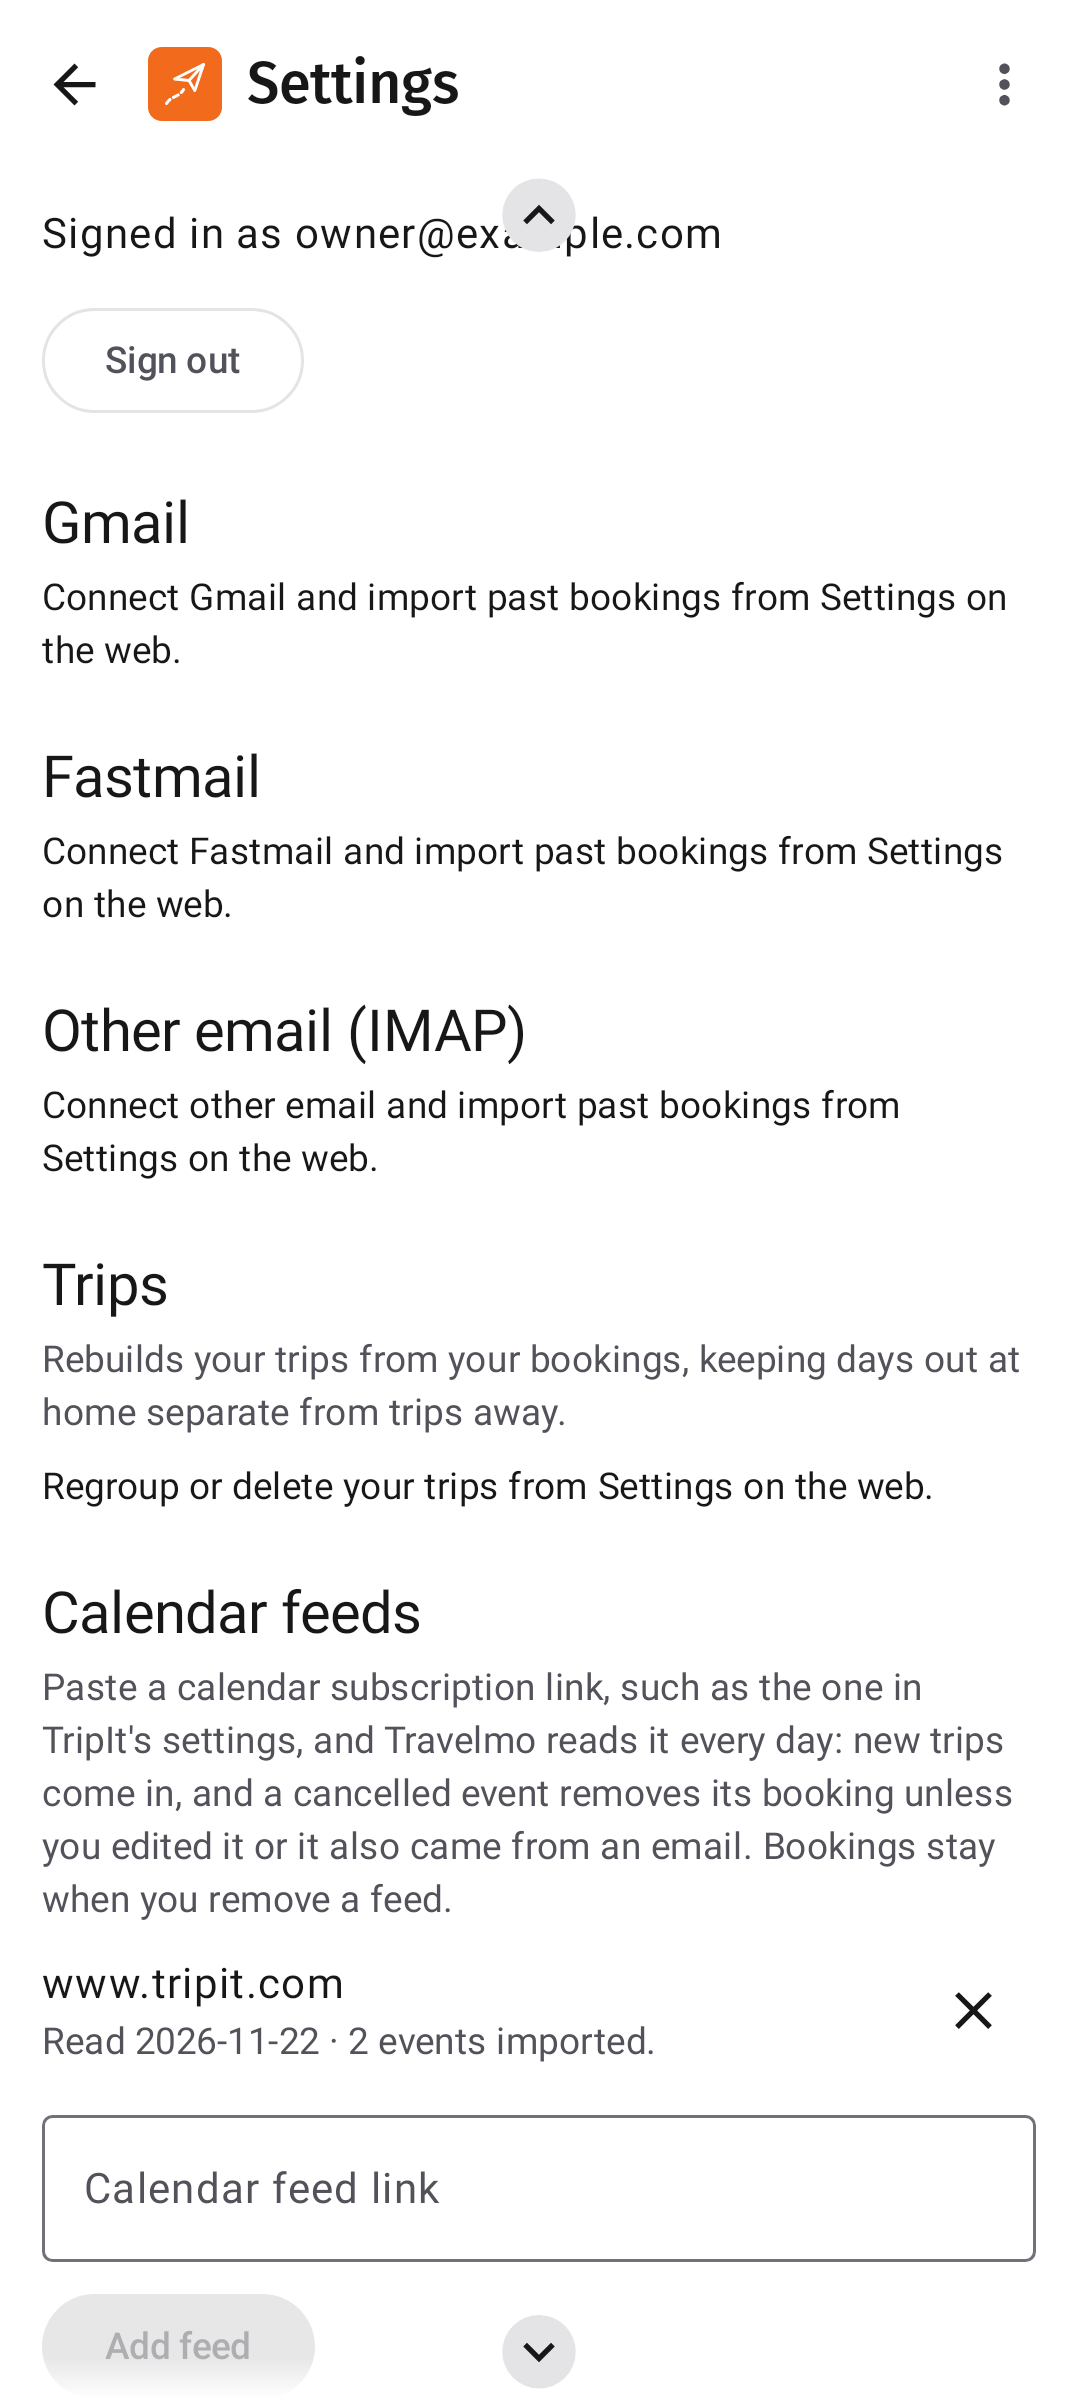 Settings
Signed in as owner@example.com
Sign out
Gmail
Connect Gmail and import past bookings from Settings on
the web.
Fastmail
Connect Fastmail and import past bookings from Settings
on the web.
Other email (IMAP)
Connect other email and import past bookings from
Settings on the web.
Trips
Rebuilds your trips from your bookings, keeping days out at
home separate from trips away.
Regroup or delete your trips from Settings on the web.
Calendar feeds
Paste a calendar subscription link, such as the one in
TripIt's settings, and Travelmo reads it every day: new trips
come in, and a cancelled event removes its booking unless
you edited it or it also came from an email. Bookings stay
when you remove a feed.
www.tripit.com
Read 2026-11-22 · 2 events imported.
Calendar feed link
Add feed